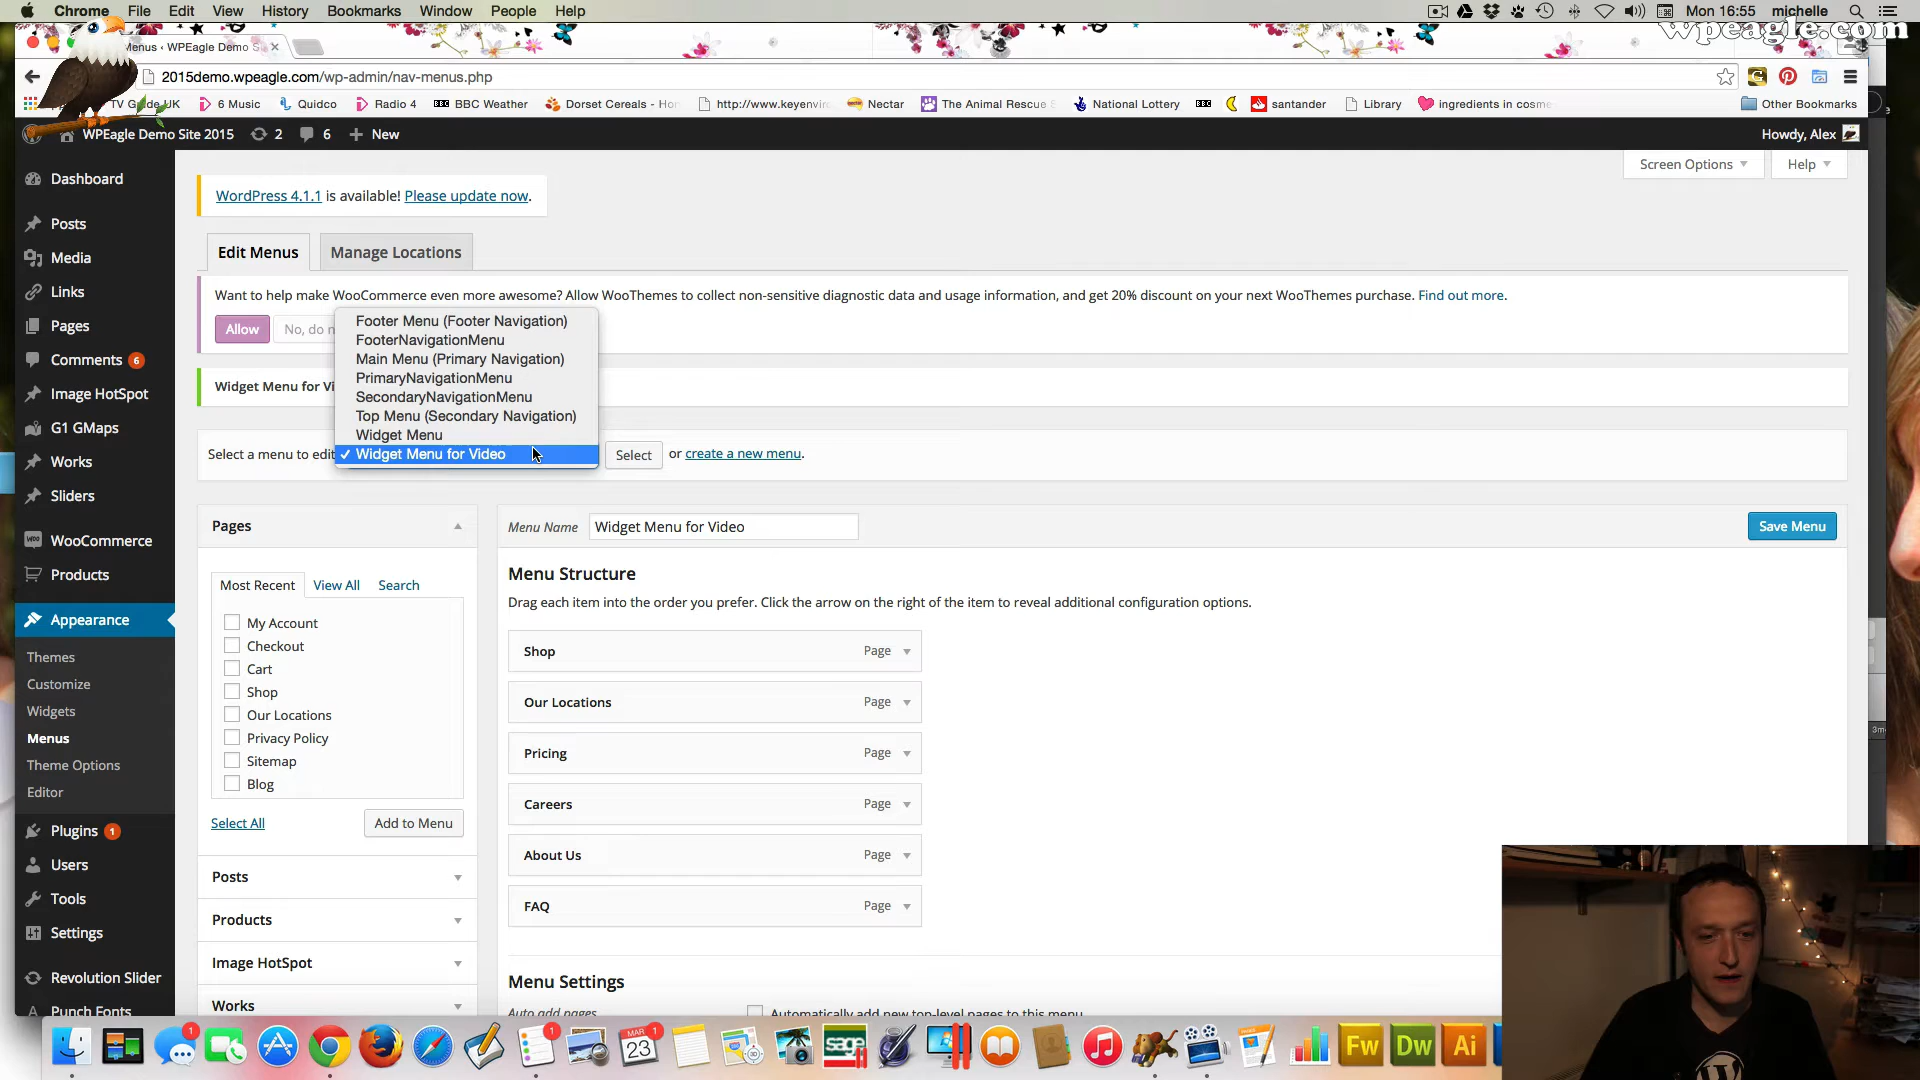 Chrome File Edit View History Bookmarks Window People Help
Mon 16:55 michelle
wpeagle.com
Menus ‹ WPEagle Demo S
2015demo.wpeagle.com/wp-admin/nav-menus.php
TV Guide UK 6 Music Quidco Radio 4 BBC Weather Dorset Cereals - Ho http://www.keyenvir Nectar The Animal Rescue S National Lottery santander Library ingredients in cosme Other Bookmarks
WPEagle Demo Site 2015 2 6 New
Howdy, Alex
Screen Options Help
WordPress 4.1.1 is available! Please update now.
Edit Menus Manage Locations
Want to help make WooCommerce even more awesome? Allow WooThemes to collect non-sensitive diagnostic data and usage information, and get 20% discount on your next WooThemes purchase. Find out more.
Allow No, do n
Widget Menu for Vi
Footer Menu (Footer Navigation)
FooterNavigationMenu
Main Menu (Primary Navigation)
PrimaryNavigationMenu
SecondaryNavigationMenu
Top Menu (Secondary Navigation)
Widget Menu
Select a menu to edit ✓ Widget Menu for Video Select or create a new menu.
Dashboard
Posts
Media
Links
Pages
Comments 6
Image HotSpot
G1 GMaps
Works
Sliders
WooCommerce
Products
Appearance
Themes
Customize
Widgets
Menus
Theme Options
Editor
Plugins 1
Users
Tools
Settings
Revolution Slider
Punch Fonts
Pages
Most Recent View All Search
My Account
Checkout
Cart
Shop
Our Locations
Privacy Policy
Sitemap
Blog
Select All Add to Menu
Posts
Products
Image HotSpot
Works
Menu Name Widget Menu for Video Save Menu
Menu Structure
Drag each item into the order you prefer. Click the arrow on the right of the item to reveal additional configuration options.
Shop Page
Our Locations Page
Pricing Page
Careers Page
About Us Page
FAQ Page
Menu Settings
Auto add pages Automatically add new top-level pages to this menu
1 1 MAR 1 23 sage Fw Dw Ai